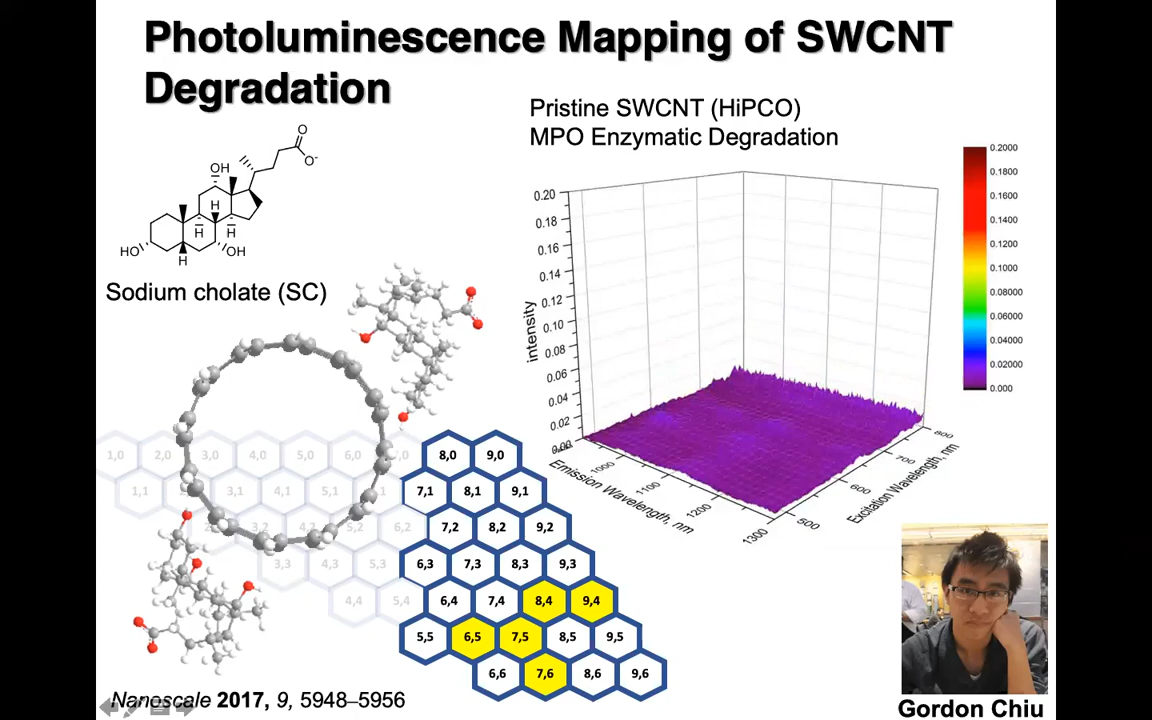 Photoluminescence Mapping of SWCNT
Degradation
Pristine SWCNT (HiPCO)
MPO Enzymatic Degradation
O
O-
OH
H
H
H
H
HO
OH
H
Sodium cholate (SC)
0.20
0.18
0.16
0.14
0.12
0.10
0.08
0.06
0.04
0.02
0.00
intensity
1000
1100
1200
1300
Emission Wavelength, nm
500
600
700
800
Excitation Wavelength, nm
0.2000
0.1800
0.1600
0.1400
0.1200
0.1000
0.08000
0.06000
0.04000
0.02000
0.000
1,0 2,0 3,0 4,0 5,0 6,0 8,0 9,0
1,1 3,1 4,1 5,1 7,1 8,1 9,1
3,2 4,2 5,2 6,2 7,2 8,2 9,2
3,3 4,3 5,3 6,3 7,3 8,3 9,3
4,4 5,4 6,4 7,4 8,4 9,4
5,5 6,5 7,5 8,5 9,5
6,6 7,6 8,6 9,6
Nanoscale 2017, 9, 5948–5956
Gordon Chiu